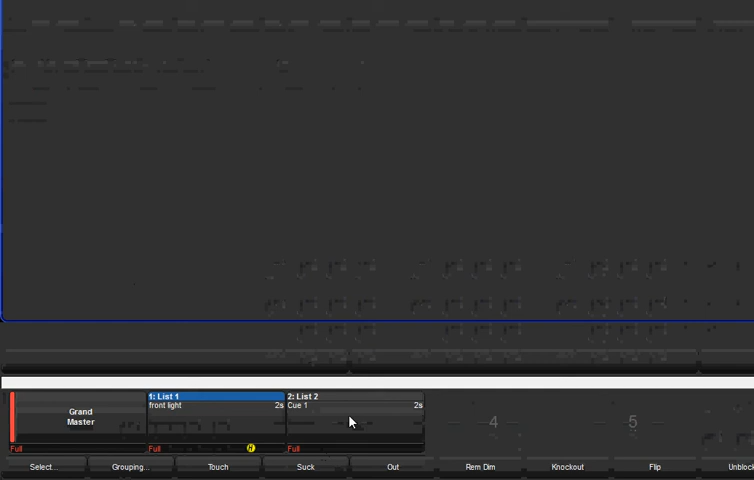 1: List 1
front light 2s
2: List 2
Cue 1 2s
Grand
Master
4
5
Full
Full H
Full
Select...
Grouping...
Touch
Suck
Out
Rem Dim
Knockout
Flip
Unblock